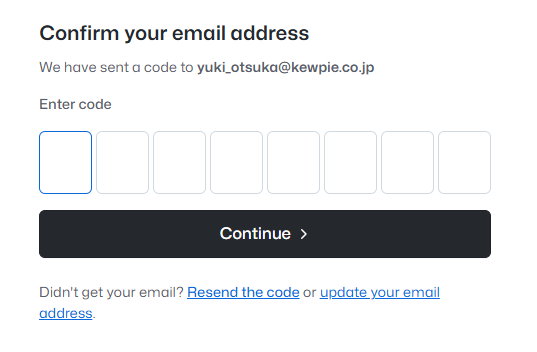 Confirm your email address
We have sent a code to yuki_otsuka@kewpie.co.jp
Enter code
Continue
Didn't get your email? Resend the code or update your email
address.